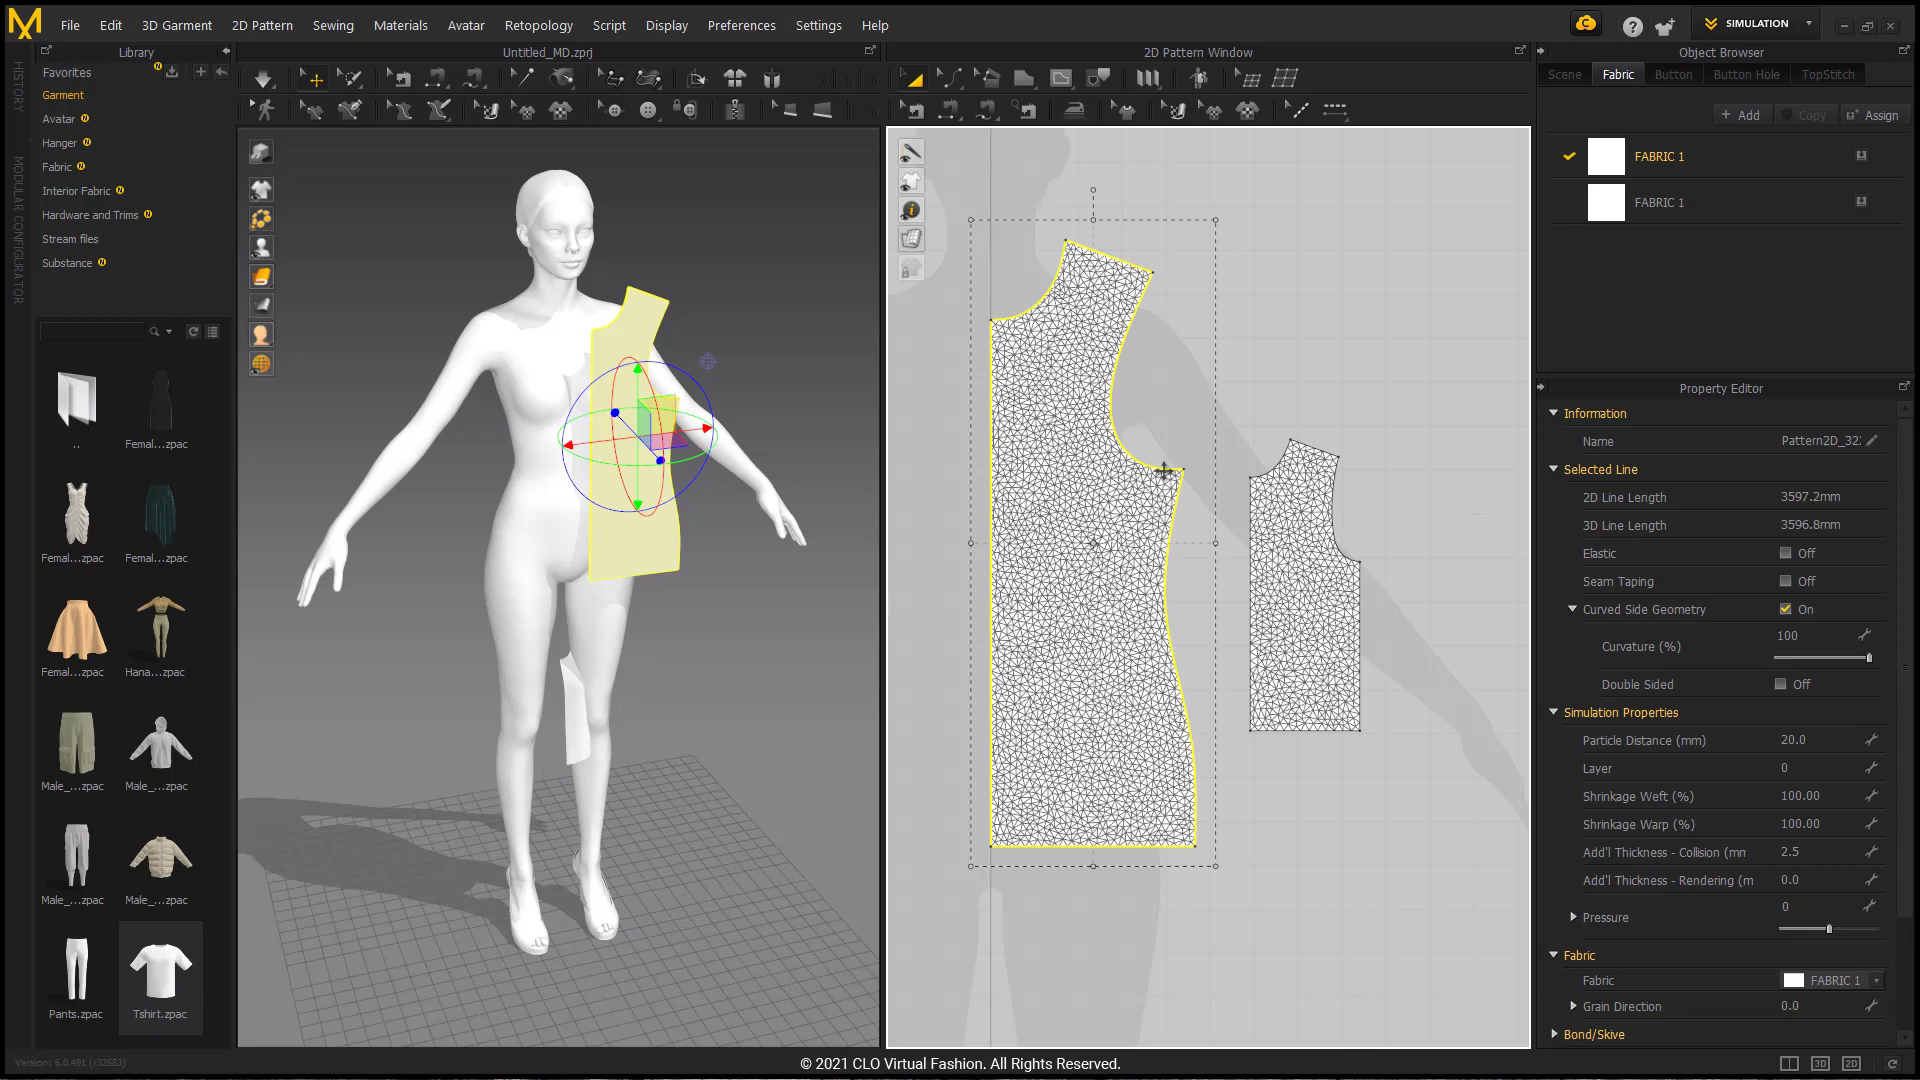 File Edit 3D Garment 2D Pattern Sewing Materials Avatar Retopology Script Display Preferences Settings Help
SIMULATION
Library
Untitled_MD.zprj
2D Pattern Window
Object Browser
HISTORY
MODULAR CONFIGURATOR
Favorites
Garment
Avatar
Hanger
Fabric
Interior Fabric
Hardware and Trims
Stream files
Substance
Scene Fabric Button Button Hole TopStitch
+ Add Copy Assign
FABRIC 1
FABRIC 1
..
Femal...zpac
Femal...zpac
Femal...zpac
Femal...zpac
Hana...zpac
Male_...zpac
Male_...zpac
Male_...zpac
Male_...zpac
Pants.zpac
Tshirt.zpac
Property Editor
Information
Name Pattern2D_32
Selected Line
2D Line Length 3597.2mm
3D Line Length 3596.8mm
Elastic Off
Seam Taping Off
Curved Side Geometry On
100
Curvature (%)
Double Sided Off
Simulation Properties
Particle Distance (mm) 20.0
Layer 0
Shrinkage Weft (%) 100.00
Shrinkage Warp (%) 100.00
Add'l Thickness - Collision (mm 2.5
Add'l Thickness - Rendering (m 0.0
0
Pressure
Fabric
Fabric FABRIC 1
Grain Direction 0.0
Bond/Skive
Version: 6.0.491 (r32683)
© 2021 CLO Virtual Fashion. All Rights Reserved.
3D 2D